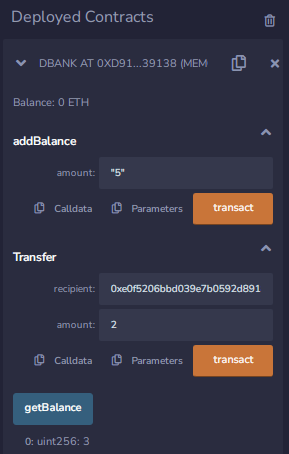 Deployed Contracts
DBANK AT 0XD91...39138 (MEM
Balance: 0 ETH
addBalance
amount: "5"
Calldata Parameters transact
Transfer
recipient: 0xe0f5206bbd039e7b0592d891
amount: 2
Calldata Parameters transact
getBalance
0: uint256: 3